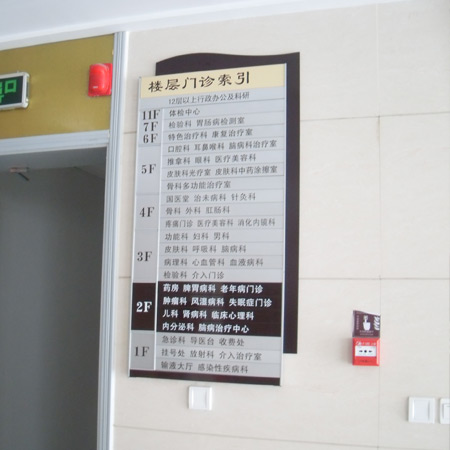 楼层门诊索引
12层以上行政办公及科研
11F 体检中心
7F 检验科 胃肠病检测室
6F 特色治疗科 康复治疗室
5F 口腔科 耳鼻喉科 脑病科治疗室
推拿科 眼科 医疗美容科
皮肤科光疗室 皮肤科中药涂擦室
骨科多功能治疗室
4F 国医堂 治未病科 针灸科
骨科 外科 肛肠科
疼痛门诊 医疗美容科 消化内镜科
3F 功能科 妇科 男科
皮肤科 呼吸科 脑病科
病理科 心血管科 血液病科
检验科 介入门诊
2F 药房 脾胃病科 老年病门诊
肿瘤科 风湿病科 失眠症门诊
儿科 肾病科 临床心理科
内分泌科 脑病治疗中心
1F 急诊科 导医台 收费处
挂号处 放射科 介入治疗室
输液大厅 感染性疾病科